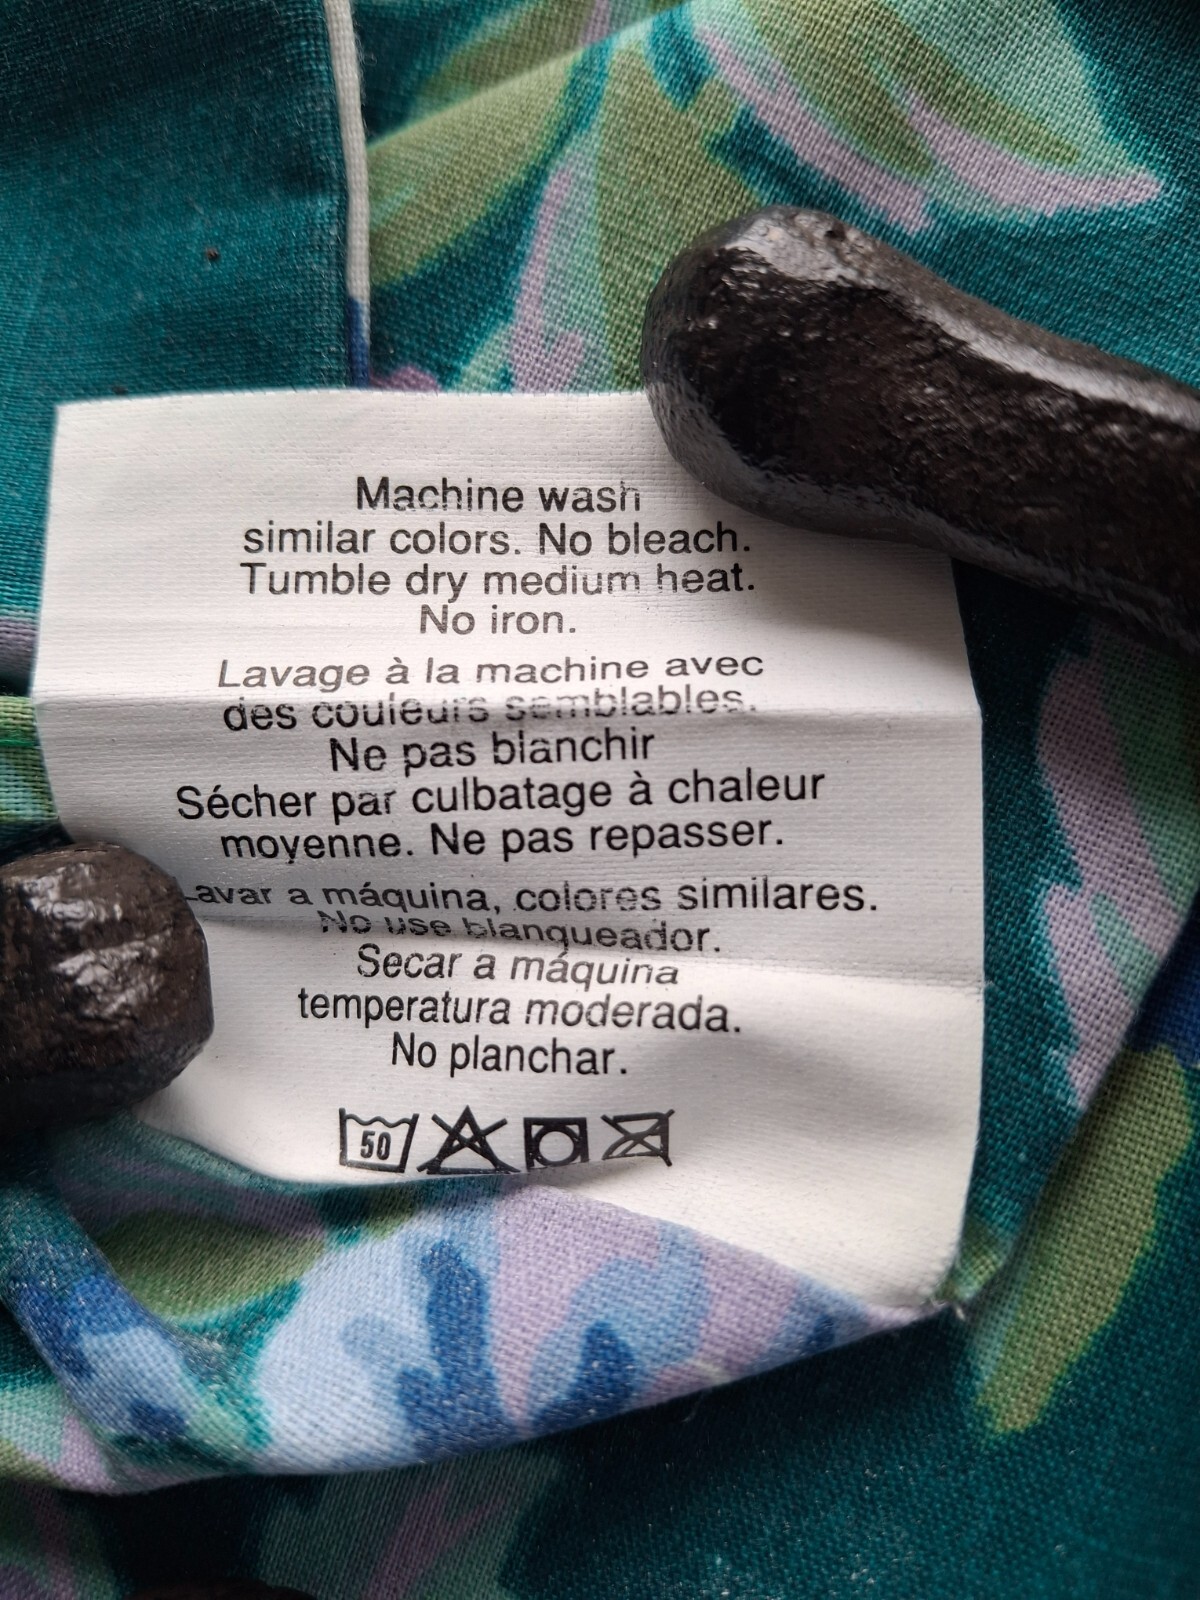 Machine wash
similar colors. No bleach.
Tumble dry medium heat.
No iron.
Lavage à la machine avec
des couleurs semblables.
Ne pas blanchir
Sécher par culbatage à chaleur
moyenne. Ne pas repasser.
Lavar a máquina, colores similares.
No use blanqueador.
Secar a máquina
temperatura moderada.
No planchar.
50